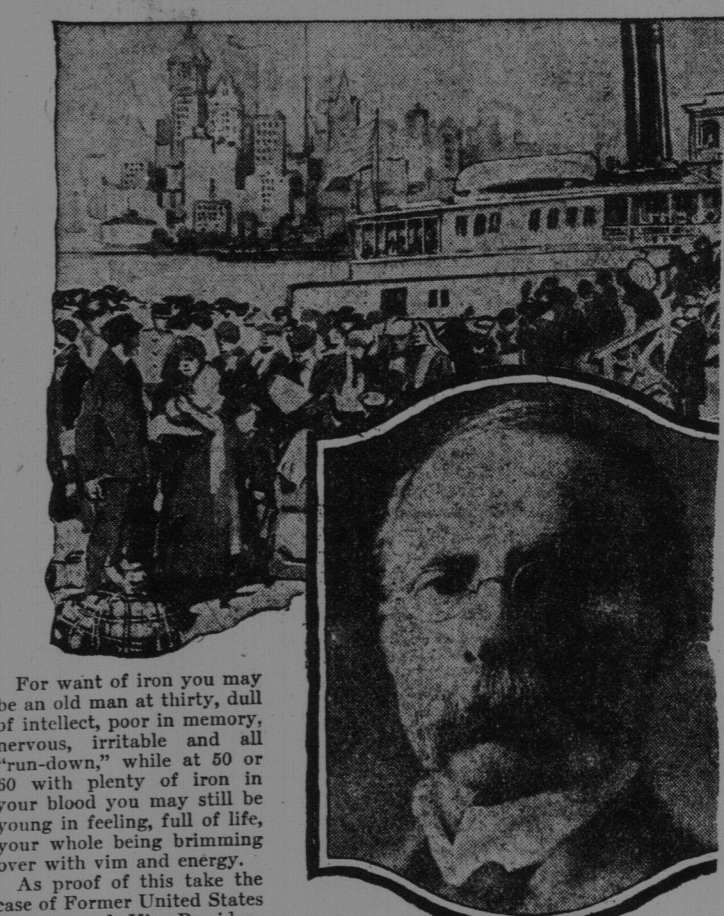 For want of iron you may
be an old man at thirty, dull
of intellect, poor in memory,
nervous, irritable and all
"run-down," while at 50 or
60 with plenty of iron in
your blood you may still be
young in feeling, full of life,
your whole being brimming
over with vim and energy.
As proof of this take the
case of Former United States